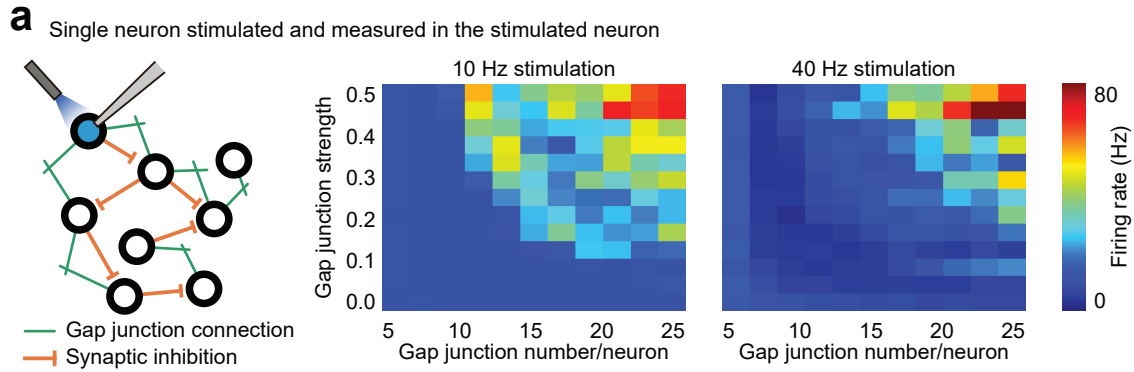 a Single neuron stimulated and measured in the stimulated neuron
10 Hz stimulation
40 Hz stimulation
Gap junction strength
0.5
0.4
0.3
0.2
0.1
0.0
5 10 15 20 25
Gap junction number/neuron
5 10 15 20 25
Gap junction number/neuron
80
0
Firing rate (Hz)
Gap junction connection
Synaptic inhibition